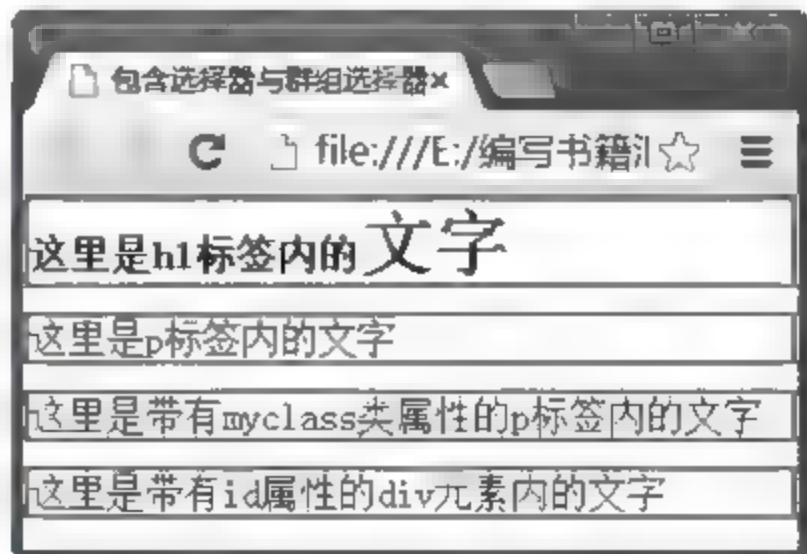 包含选择器与群组选择器×
file:///E:/编写书籍
这里是h1标签内的文字
这里是p标签内的文字
这里是带有myclass类属性的p标签内的文字
这里是带有id属性的div元素内的文字